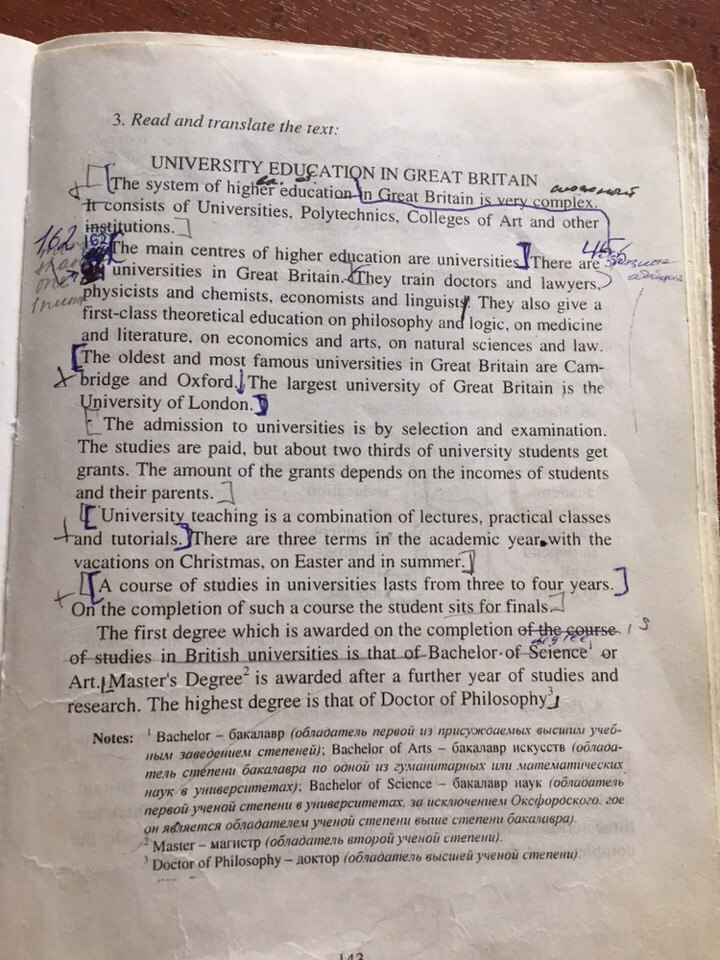 3. Read and translate the text:
UNIVERSITY EDUCATION IN GREAT BRITAIN
The system of higher education in Great Britain is very complex.
сложный
It consists of Universities, Polytechnics, Colleges of Art and other
institutions.
1,62
162
The main centres of higher education are universities. There are
universities in Great Britain. They train doctors and lawyers,
physicists and chemists, economists and linguists. They also give a
first-class theoretical education on philosophy and logic, on medicine
and literature, on economics and arts, on natural sciences and law.
The oldest and most famous universities in Great Britain are Cam-
bridge and Oxford. The largest university of Great Britain is the
University of London.
The admission to universities is by selection and examination.
The studies are paid, but about two thirds of university students get
grants. The amount of the grants depends on the incomes of students
and their parents.
University teaching is a combination of lectures, practical classes
and tutorials. There are three terms in the academic year with the
vacations on Christmas, on Easter and in summer.
A course of studies in universities lasts from three to four years.
On the completion of such a course the student sits for finals.
The first degree which is awarded on the completion of the course
of studies in British universities is that of Bachelor of Science¹ or
Art. Master's Degree² is awarded after a further year of studies and
research. The highest degree is that of Doctor of Philosophy³.
Notes: ¹ Bachelor – бакалавр (обладатель первой из присуждаемых высшим учеб-
ным заведением степеней); Bachelor of Arts – бакалавр искусств (облада-
тель степени бакалавра по одной из гуманитарных или математических
наук в университетах); Bachelor of Science – бакалавр наук (обладатель
первой ученой степени в университетах, за исключением Оксфороского, гое
он является обладателем ученой степени выше степени бакалавра).
² Master – магистр (обладатель второй ученой степени).
³ Doctor of Philosophy – доктор (обладатель высшей ученой степени)
143